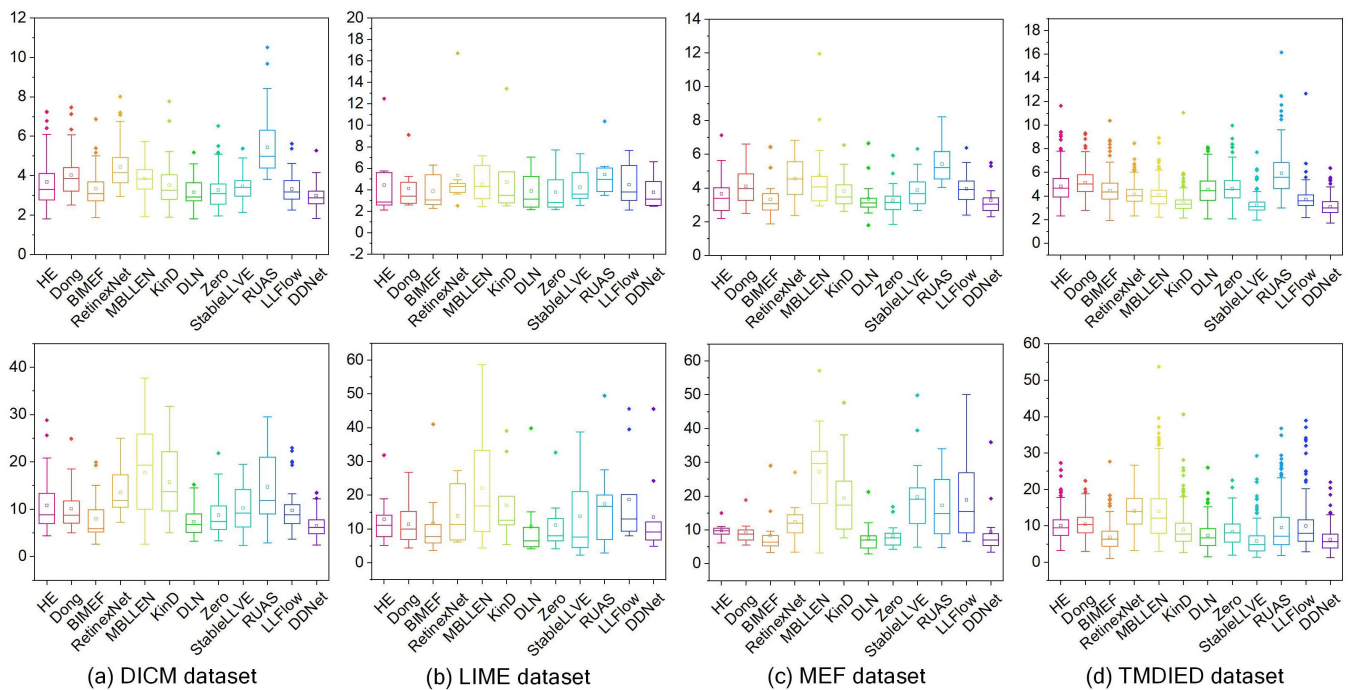 12
10
8
6
4
2
0
HE
Dong
BIMEF
RetinexNet
MBLLEN
KinD
DLN
Zero
StableLLVE
RUAS
LLFlow
DDNet
20
18
16
14
12
10
8
6
4
2
0
-2
HE
Dong
BIMEF
RetinexNet
MBLLEN
KinD
DLN
Zero
StableLLVE
RUAS
LLFlow
DDNet
14
12
10
8
6
4
2
0
HE
Dong
BIMEF
RetinexNet
MBLLEN
KinD
DLN
Zero
StableLLVE
RUAS
LLFlow
DDNet
18
16
14
12
10
8
6
4
2
0
HE
Dong
BIMEF
RetinexNet
MBLLEN
KinD
DLN
Zero
StableLLVE
RUAS
LLFlow
DDNet
40
30
20
10
0
HE
Dong
BIMEF
RetinexNet
MBLLEN
KinD
DLN
Zero
StableLLVE
RUAS
LLFlow
DDNet
60
50
40
30
20
10
0
HE
Dong
BIMEF
RetinexNet
MBLLEN
KinD
DLN
Zero
StableLLVE
RUAS
LLFlow
DDNet
60
50
40
30
20
10
0
HE
Dong
BIMEF
RetinexNet
MBLLEN
KinD
DLN
Zero
StableLLVE
RUAS
LLFlow
DDNet
60
50
40
30
20
10
0
HE
Dong
BIMEF
RetinexNet
MBLLEN
KinD
DLN
Zero
StableLLVE
RUAS
LLFlow
DDNet
(a) DICM dataset
(b) LIME dataset
(c) MEF dataset
(d) TMDIED dataset